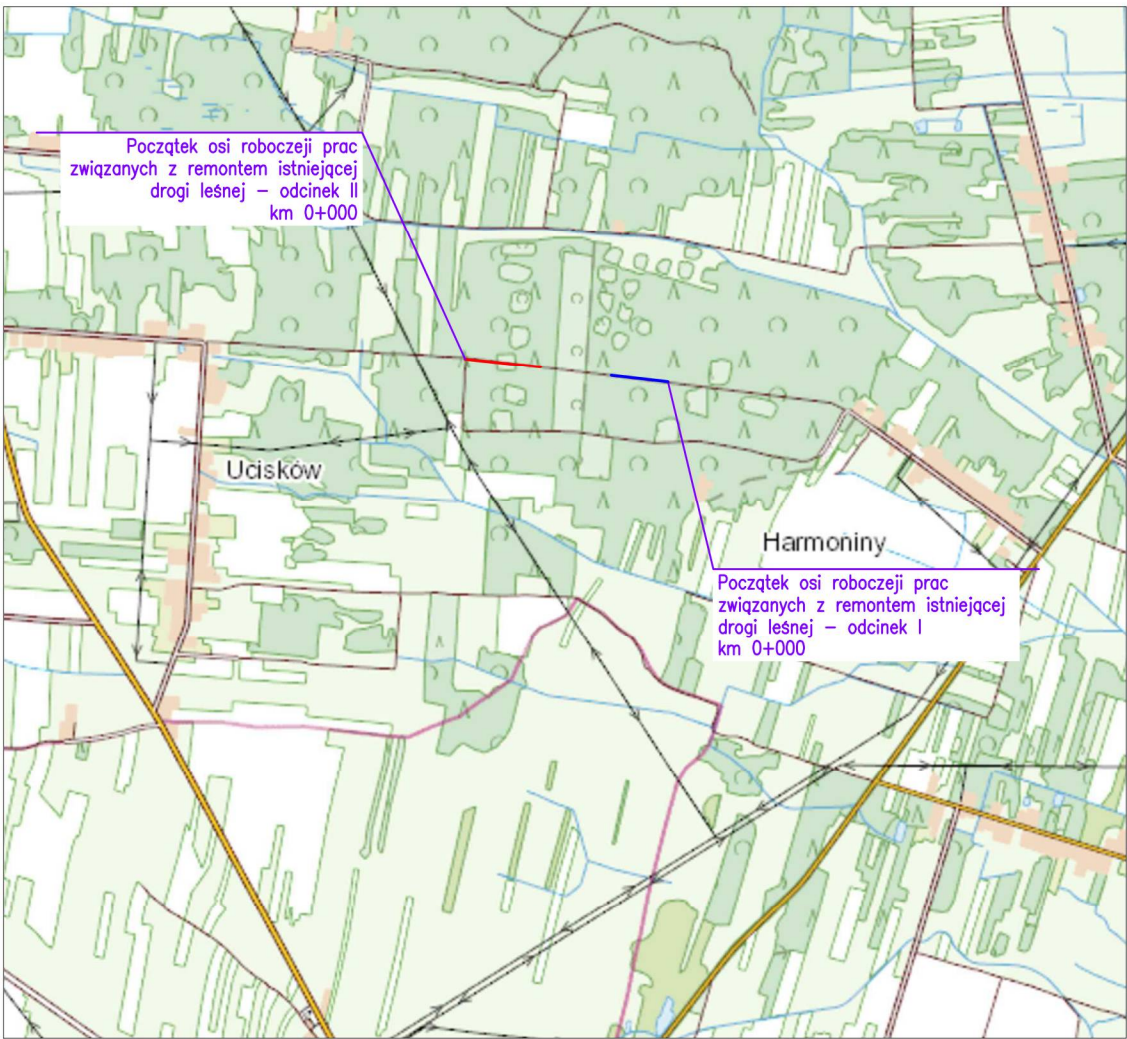 Początek osi roboczeji prac
związanych z remontem istniejącej
drogi leśnej – odcinek II
km 0+000
Ucisków
Harmoniny
Początek osi roboczeji prac
związanych z remontem istniejącej
drogi leśnej – odcinek I
km 0+000